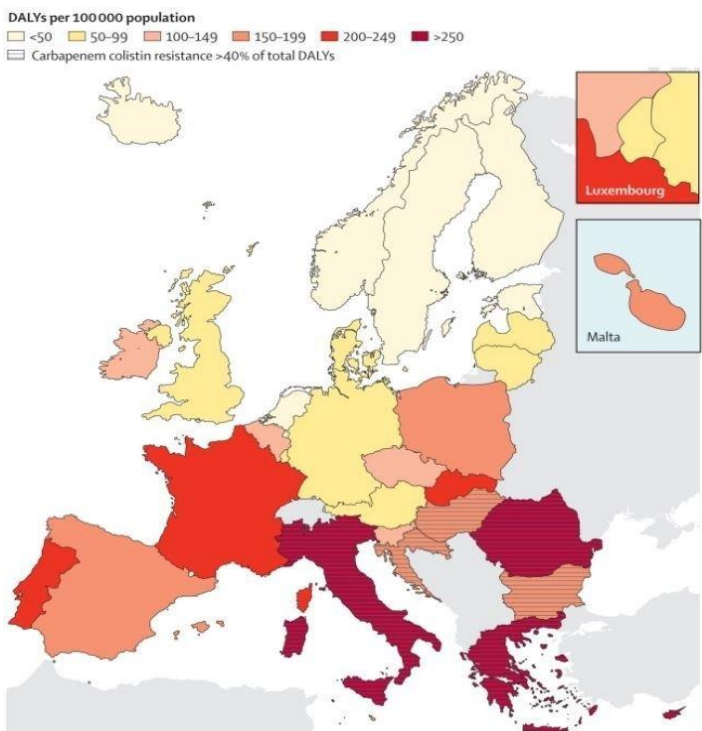 DALYs per 100 000 population
<50 50–99 100–149 150–199 200–249 >250
Carbapenem colistin resistance >40% of total DALYs
Luxembourg
Malta